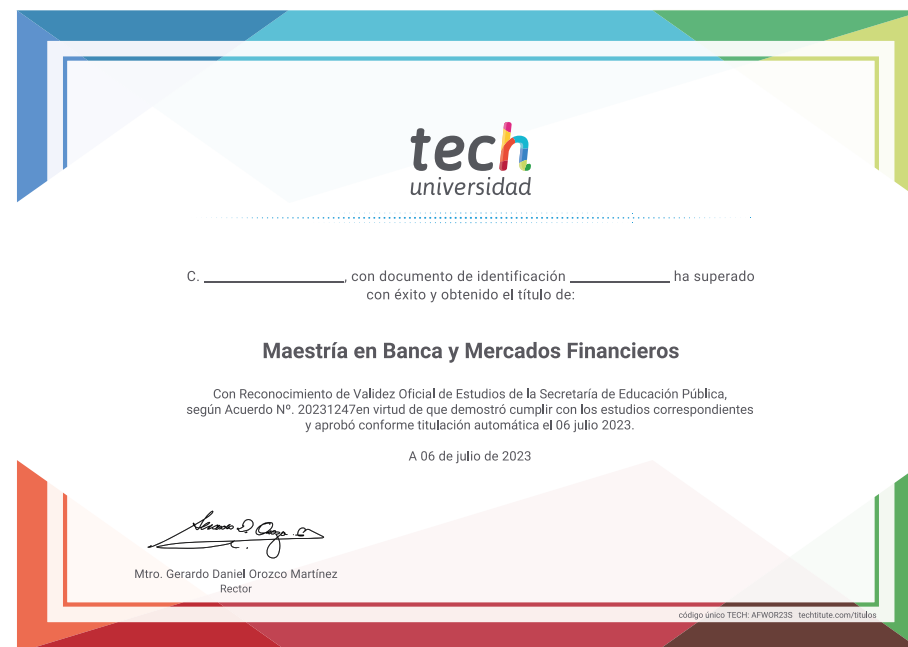 tech
universidad
C. ________________, con documento de identificación ____________ ha superado
con éxito y obtenido el título de:
Maestría en Banca y Mercados Financieros
Con Reconocimiento de Validez Oficial de Estudios de la Secretaría de Educación Pública,
según Acuerdo Nº. 20231247en virtud de que demostró cumplir con los estudios correspondientes
y aprobó conforme titulación automática el 06 julio 2023.
A 06 de julio de 2023
Mtro. Gerardo Daniel Orozco Martínez
Rector
código único TECH: AFWOR23S techtitute.com/titulos